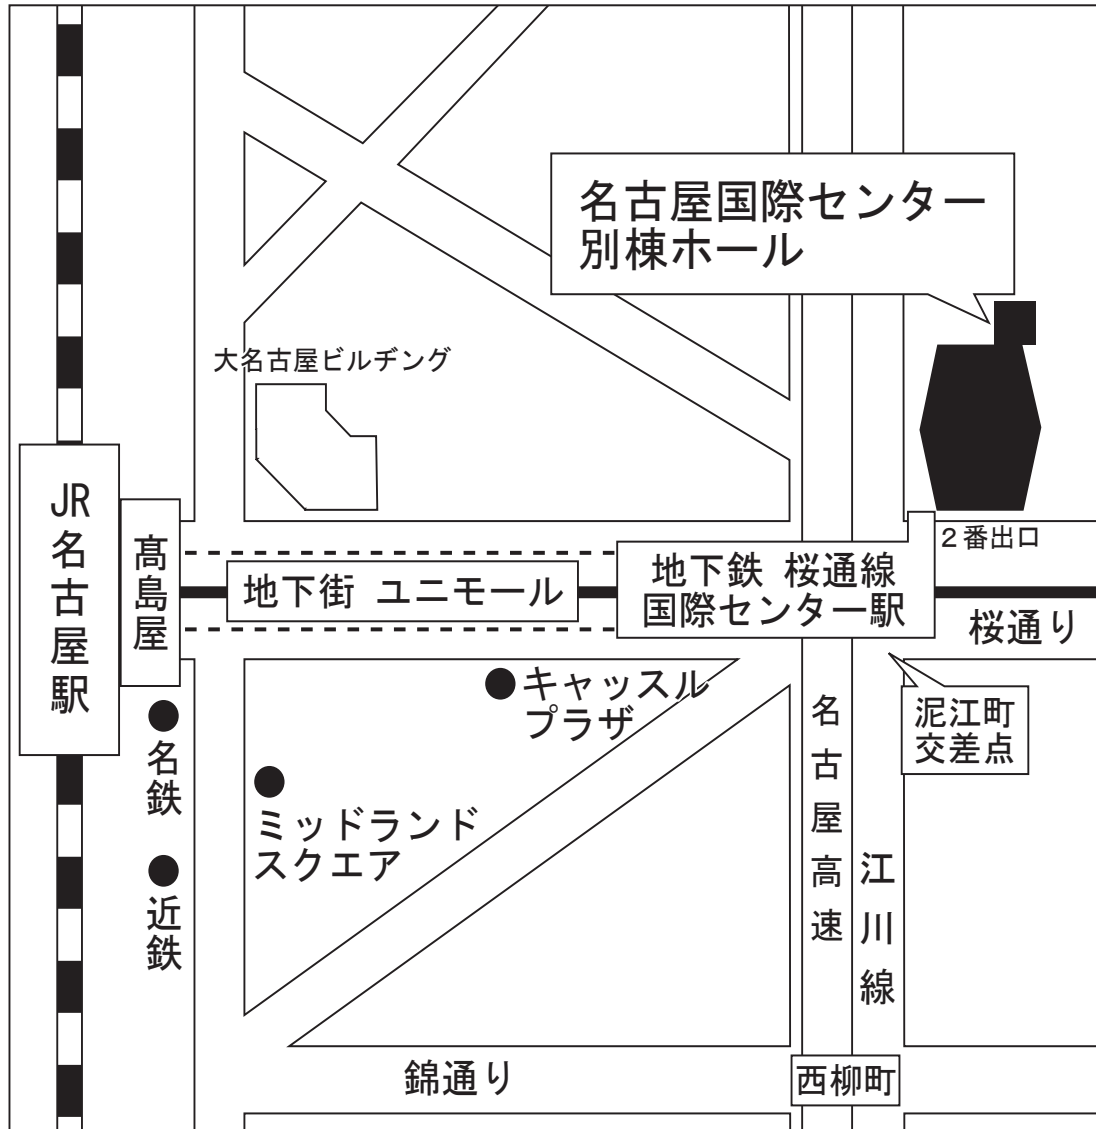 名古屋国際センター
別棟ホール
大名古屋ビルヂング
JR名古屋駅
髙島屋
地下街 ユニモール
地下鉄 桜通線
国際センター駅
2番出口
桜通り
キャッスル
プラザ
名鉄
ミッドランド
スクエア
近鉄
名古屋高速
江川線
泥江町
交差点
錦通り
西柳町